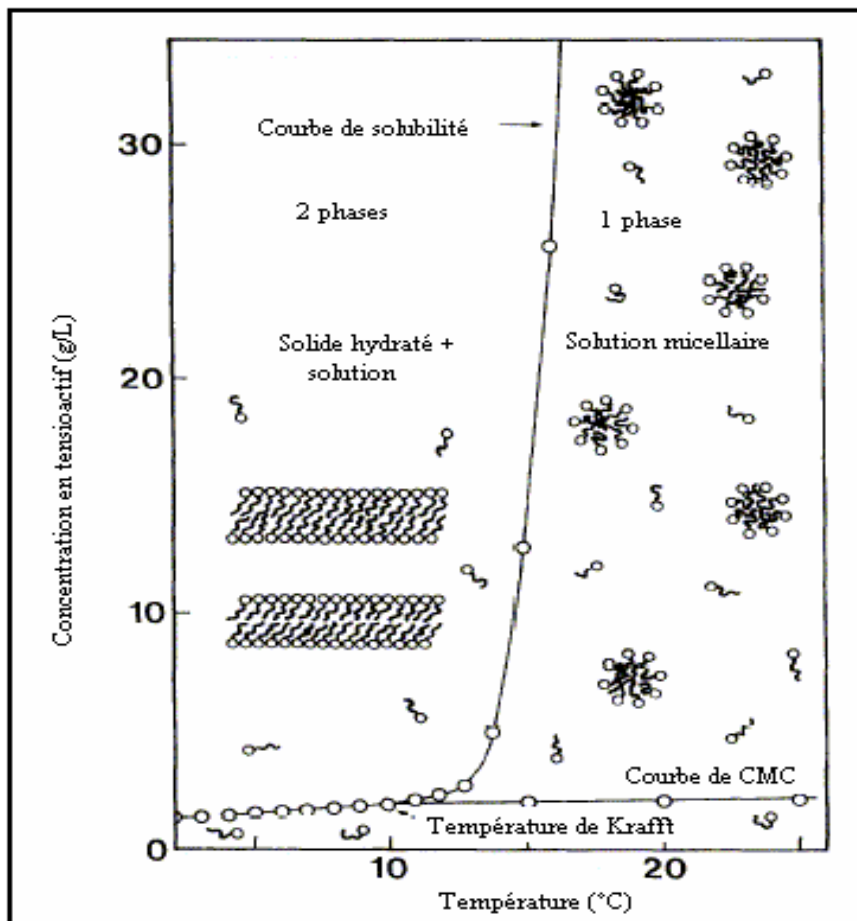 30
Courbe de solubilité
2 phases
1 phase
Concentration en tensioactif (g/L)
20
Solide hydraté +
solution
Solution micellaire
10
Courbe de CMC
Température de Krafft
0
10
20
Température (°C)